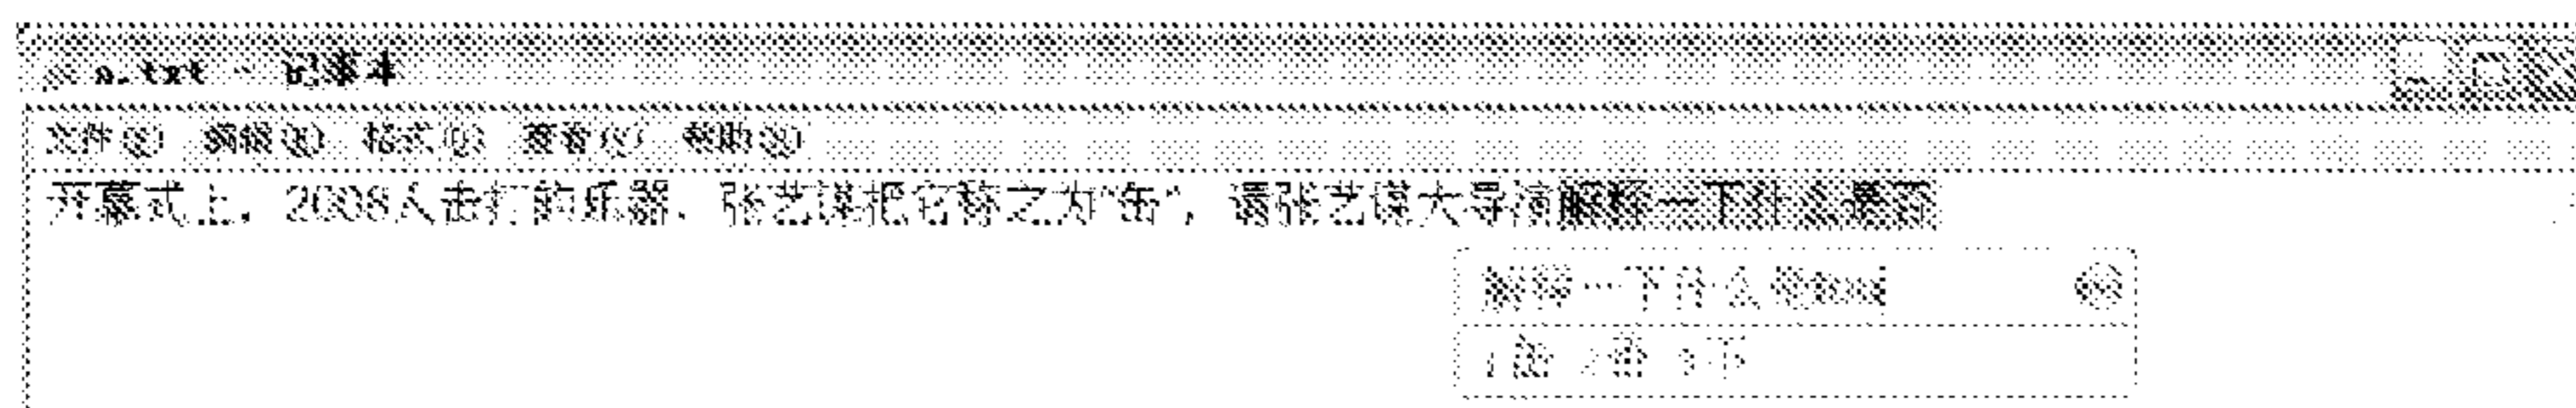 a.txt - 记事本
文件(F) 编辑(E) 格式(O) 查看(V) 帮助(H)
开幕式上，2008人击打的乐器，张艺谋把它称之为“缶”，请张艺谋大导演解释一下什么是否
解释一下什么是fou
1缶 2缹 3不